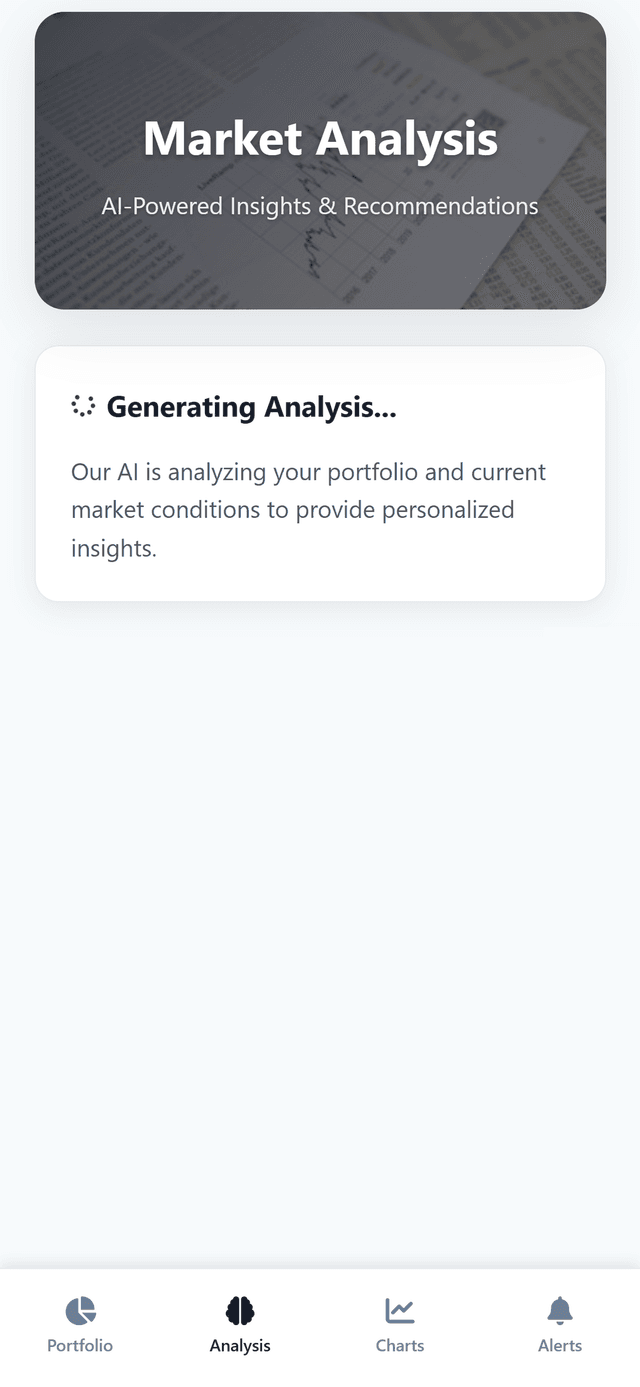 Market Analysis
AI-Powered Insights & Recommendations
Generating Analysis...
Our AI is analyzing your portfolio and current
market conditions to provide personalized
insights.
Portfolio
Analysis
Charts
Alerts